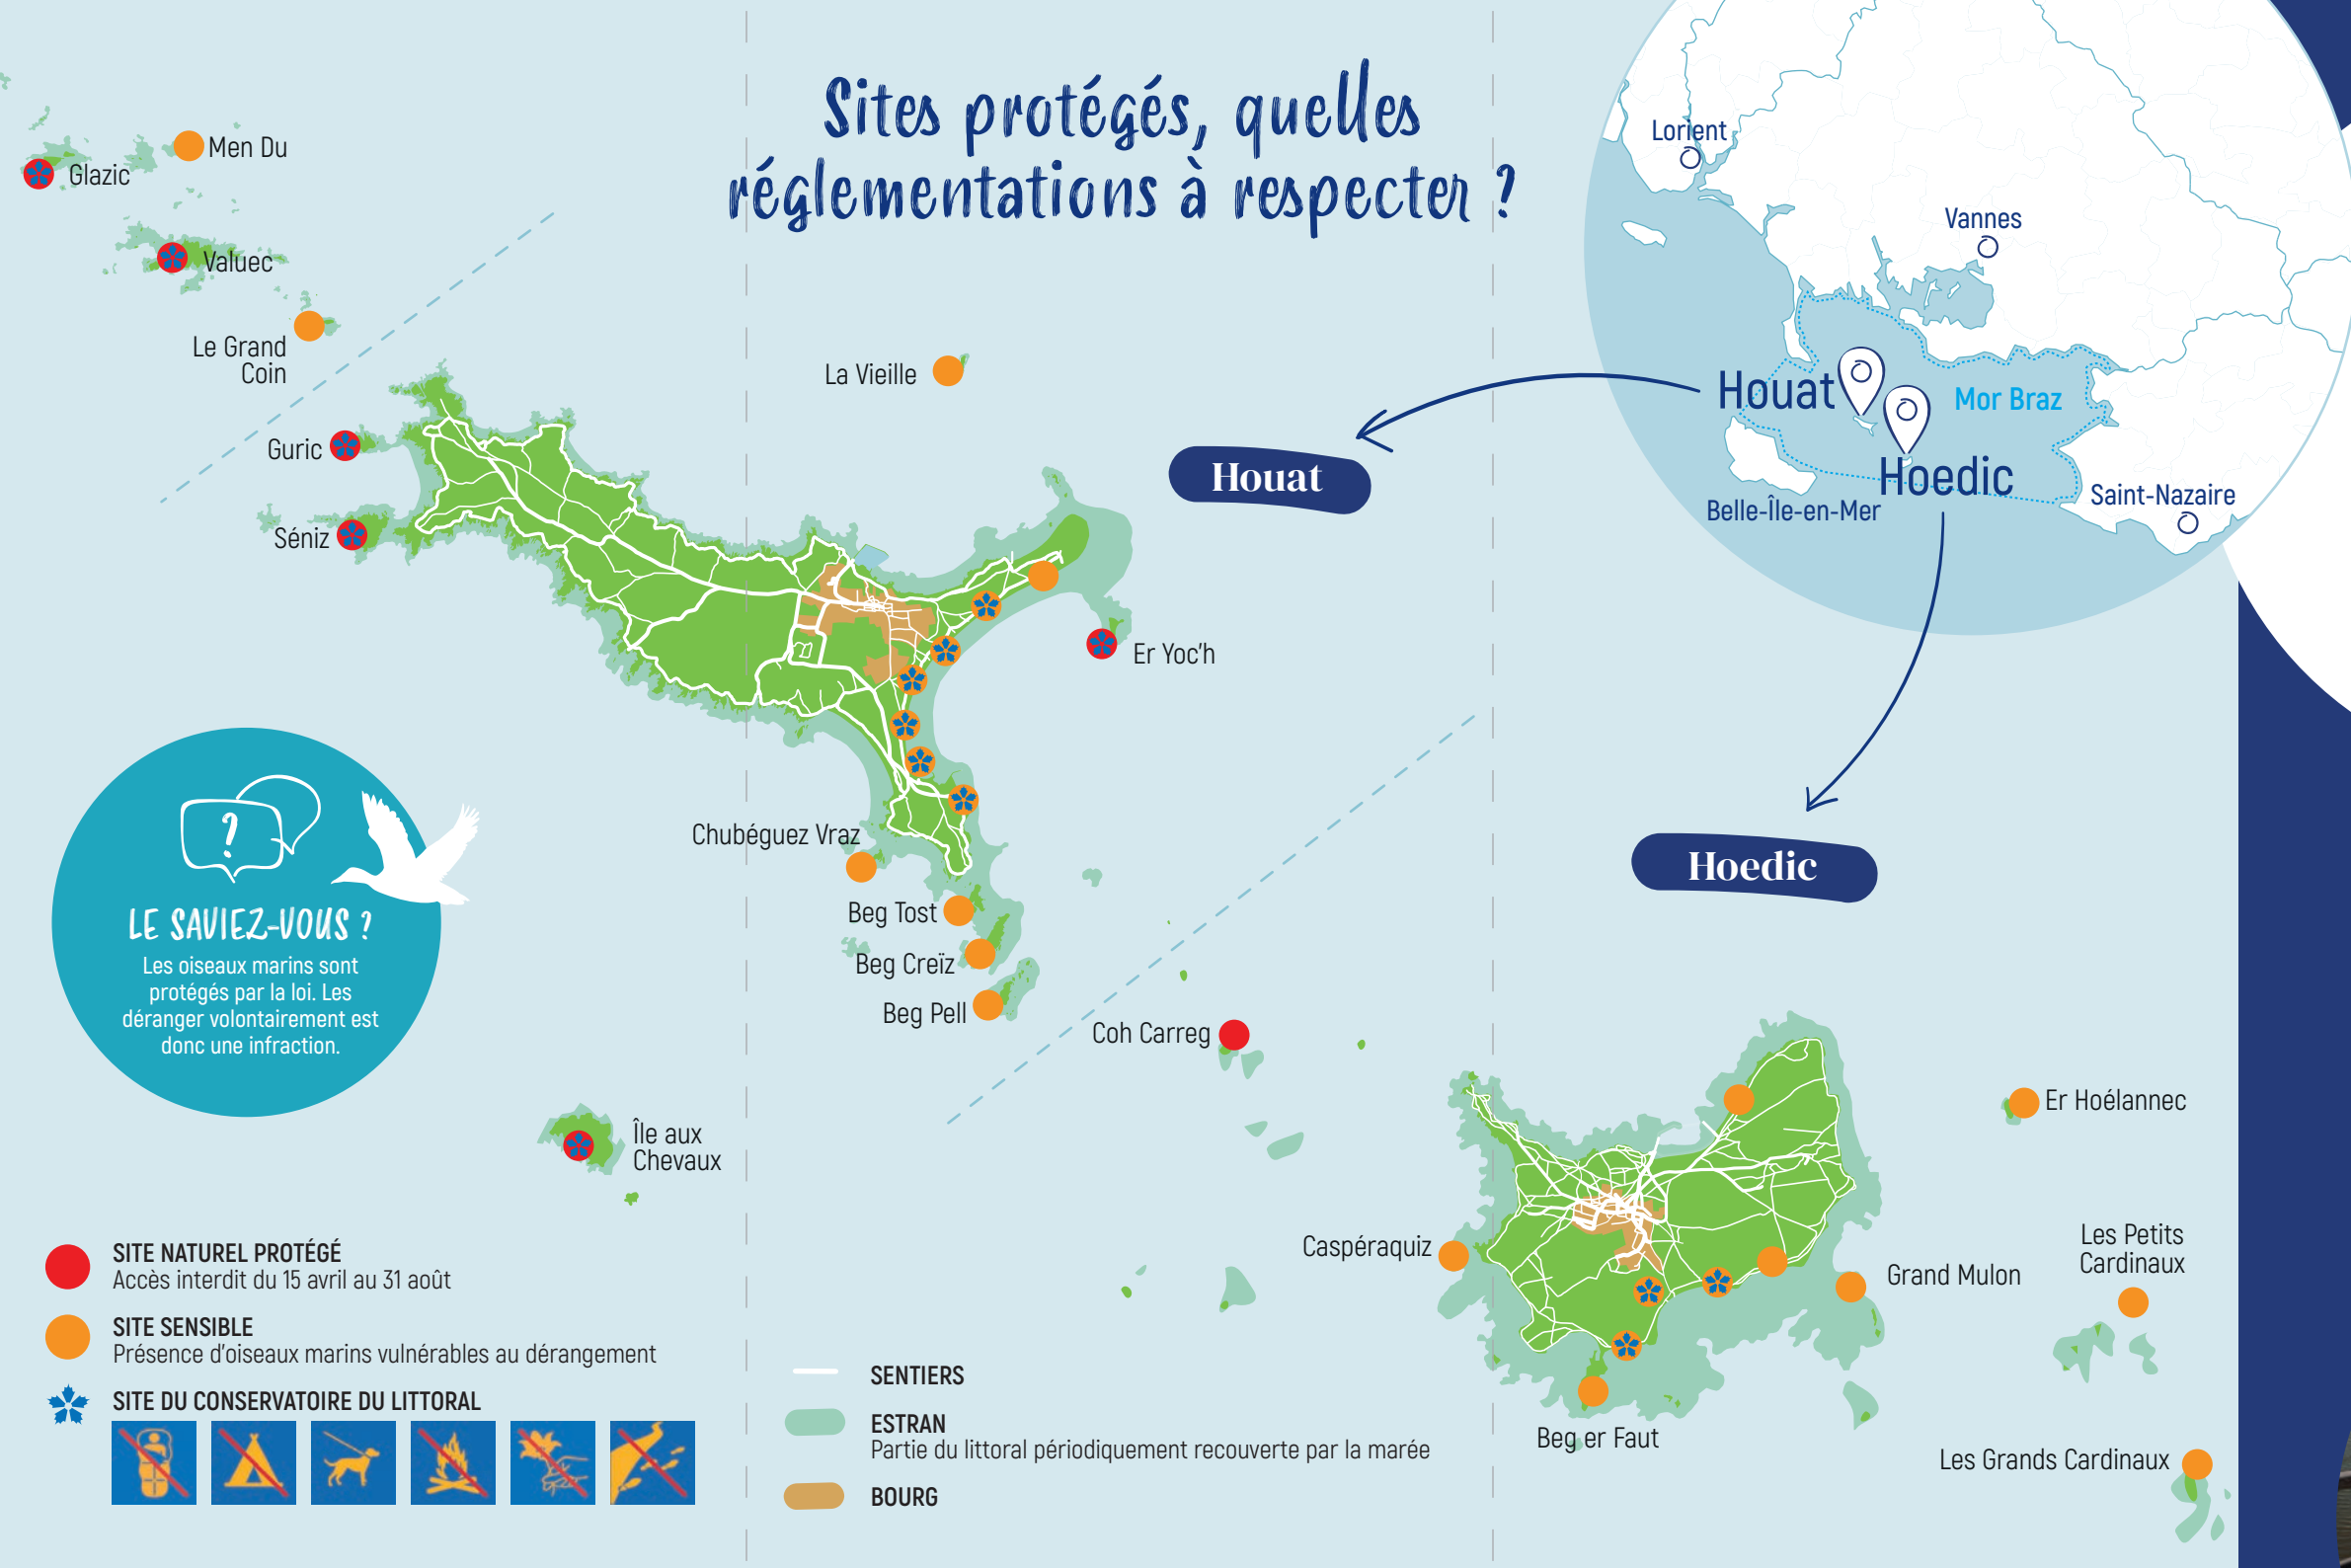 Sites protégés, quelles
réglementations à respecter ?
Lorient
Vannes
Houat
Mor Braz
Hoedic
Belle-Île-en-Mer
Saint-Nazaire
Men Du
Glazic
Valuec
Le Grand
Coin
La Vieille
Guric
Houat
Séniz
Er Yoc'h
Chubéguez Vraz
Hoedic
Beg Tost
Beg Creïz
Beg Pell
LE SAVIEZ-VOUS ?
Les oiseaux marins sont
protégés par la loi. Les
déranger volontairement est
donc une infraction.
Coh Carreg
Er Hoélannec
Île aux
Chevaux
Caspéraquiz
Les Petits
Cardinaux
Grand Mulon
Beg er Faut
Les Grands Cardinaux
SITE NATUREL PROTÉGÉ
Accès interdit du 15 avril au 31 août
SITE SENSIBLE
Présence d'oiseaux marins vulnérables au dérangement
SITE DU CONSERVATOIRE DU LITTORAL
SENTIERS
ESTRAN
Partie du littoral périodiquement recouverte par la marée
BOURG